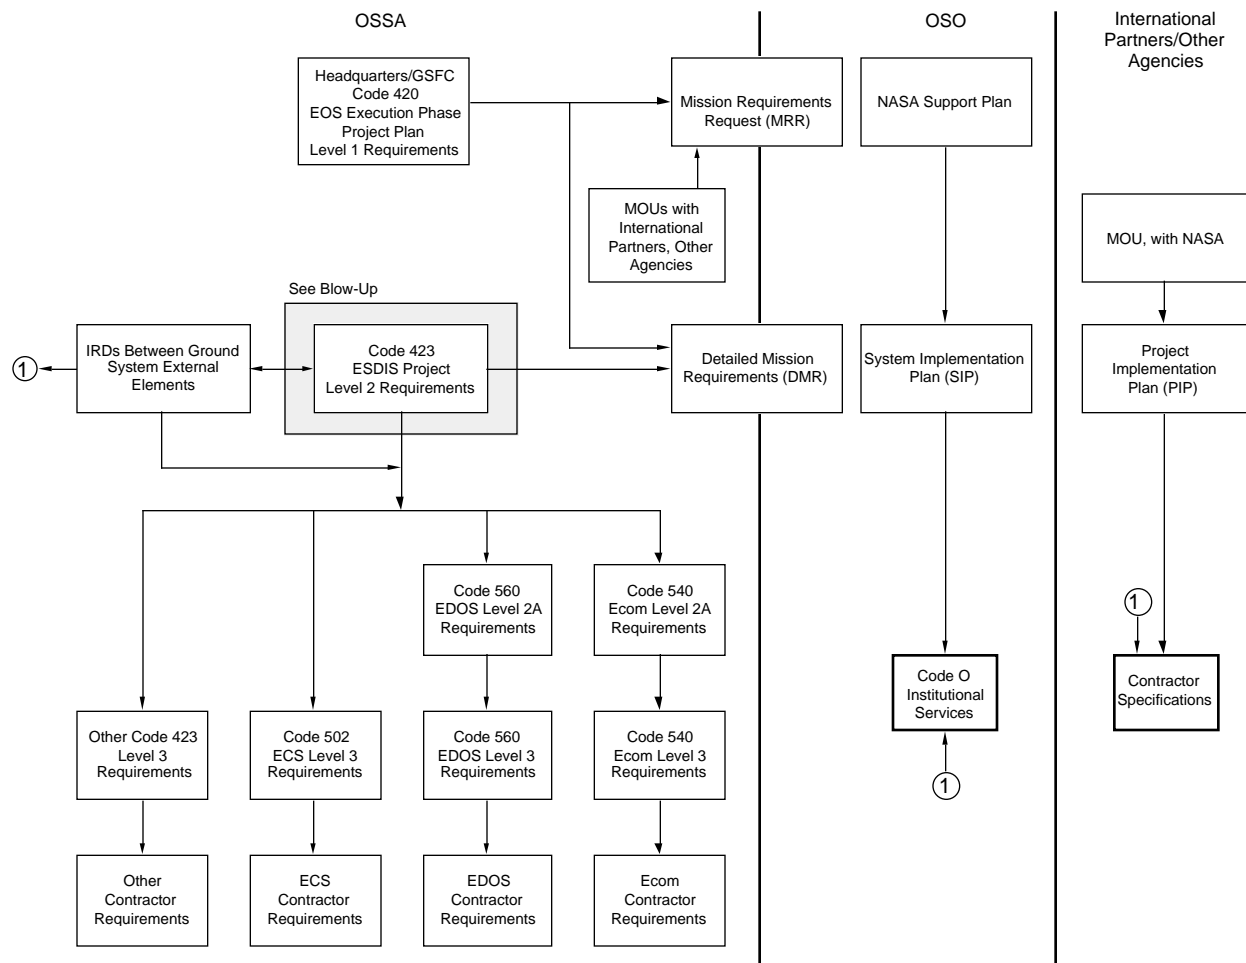 OSSA
OSO
International
Partners/Other
Agencies
Headquarters/GSFC
Code 420
EOS Execution Phase
Project Plan
Level 1 Requirements
Mission Requirements
Request (MRR)
NASA Support Plan
MOUs with
International
Partners, Other
Agencies
MOU, with NASA
See Blow-Up
1
IRDs Between Ground
System External
Elements
Code 423
ESDIS Project
Level 2 Requirements
Detailed Mission
Requirements (DMR)
System Implementation
Plan (SIP)
Project
Implementation
Plan (PIP)
Code 560
EDOS Level 2A
Requirements
Code 540
Ecom Level 2A
Requirements
1
Code O
Institutional
Services
Contractor
Specifications
Other Code 423
Level 3
Requirements
Code 502
ECS Level 3
Requirements
Code 560
EDOS Level 3
Requirements
Code 540
Ecom Level 3
Requirements
1
Other
Contractor
Requirements
ECS
Contractor
Requirements
EDOS
Contractor
Requirements
Ecom
Contractor
Requirements